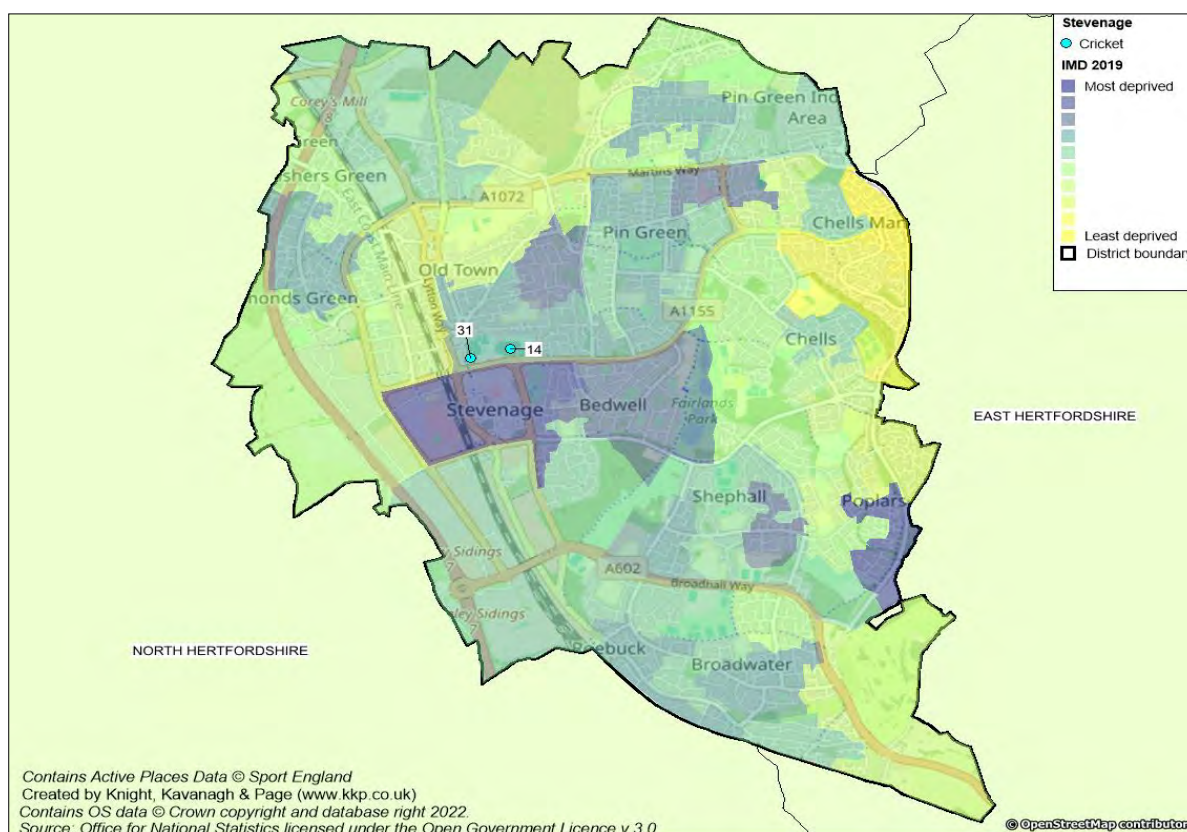 Stevenage
Cricket
IMD 2019
Most deprived
Least deprived
District boundary
Corey's Mill
Pin Green Ind
Area
Green
shers Green
East Coast Main Line
A1072
Martins Way
Chells Man
Pin Green
Old Town
Lytton Way
monds Green
A1155
31
14
Chells
Stevenage
Bedwell
Fairlands
Park
EAST HERTFORDSHIRE
Shephall
Poplars
y Sidings
A602
Broadhall Way
ley Sidings
NORTH HERTFORDSHIRE
Roebuck
Broadwater
Contains Active Places Data © Sport England
Created by Knight, Kavanagh & Page (www.kkp.co.uk)
Contains OS data © Crown copyright and database right 2022.
Source: Office for National Statistics licensed under the Open Government Licence v.3.0
© OpenStreetMap contributor